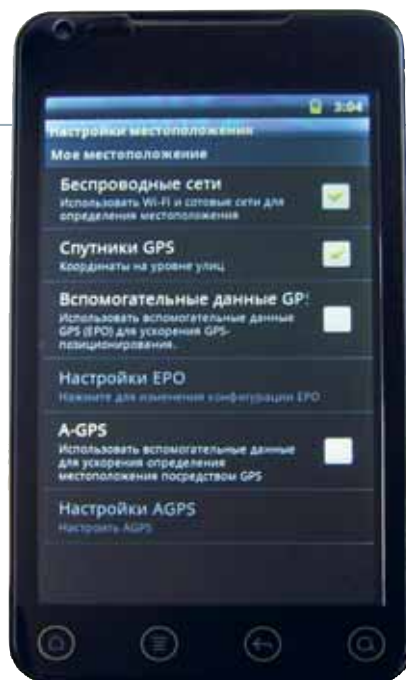 3:04
Настройки местоположения
Мое местоположение
Беспроводные сети
Использовать Wi-Fi и сотовые сети для
определения местоположения
Спутники GPS
Координаты на уровне улиц
Вспомогательные данные GP
Использовать вспомогательные данные
GPS (EPO) для ускорения GPS-
позиционирования.
Настройки EPO
Нажмите для изменения конфигурации EPO
A-GPS
Использовать вспомогательные данные
для ускорения определения
местоположения посредством GPS
Настройки AGPS
Настроить AGPS